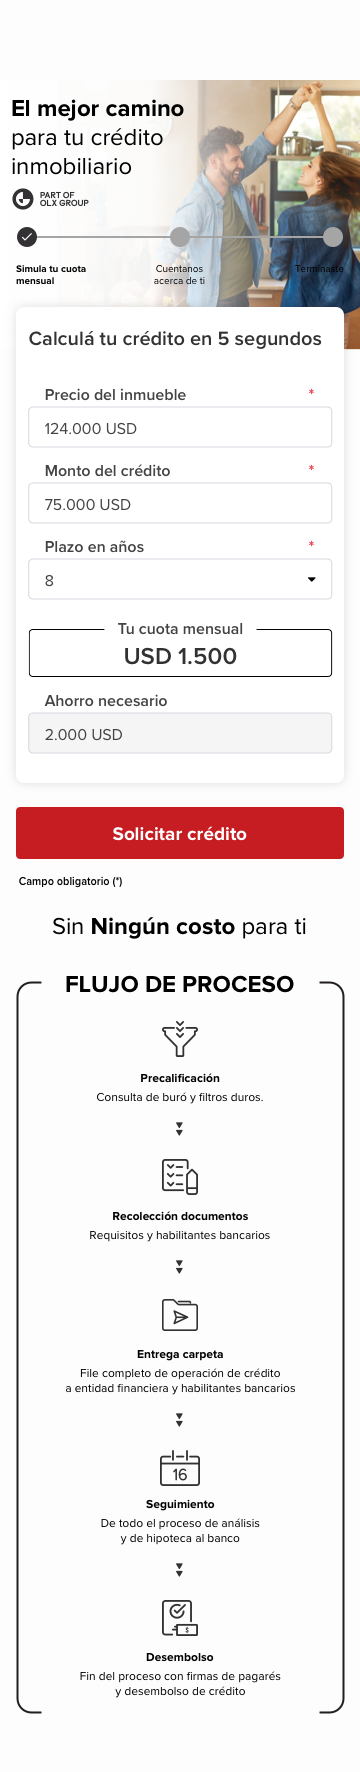 El mejor camino
para tu crédito
inmobiliario
PART OF
OLX GROUP
Simula tu cuota
mensual
Cuentanos
acerca de ti
Terminaste
Calculá tu crédito en 5 segundos
Precio del inmueble *
124.000 USD
Monto del crédito *
75.000 USD
Plazo en años *
8
Tu cuota mensual
USD 1.500
Ahorro necesario
2.000 USD
Solicitar crédito
Campo obligatorio (*)
Sin Ningún costo para ti
FLUJO DE PROCESO
Precalificación
Consulta de buró y filtros duros.
Recolección documentos
Requisitos y habilitantes bancarios
Entrega carpeta
File completo de operación de crédito
a entidad financiera y habilitantes bancarios
16
Seguimiento
De todo el proceso de análisis
y de hipoteca al banco
$
Desembolso
Fin del proceso con firmas de pagarés
y desembolso de crédito